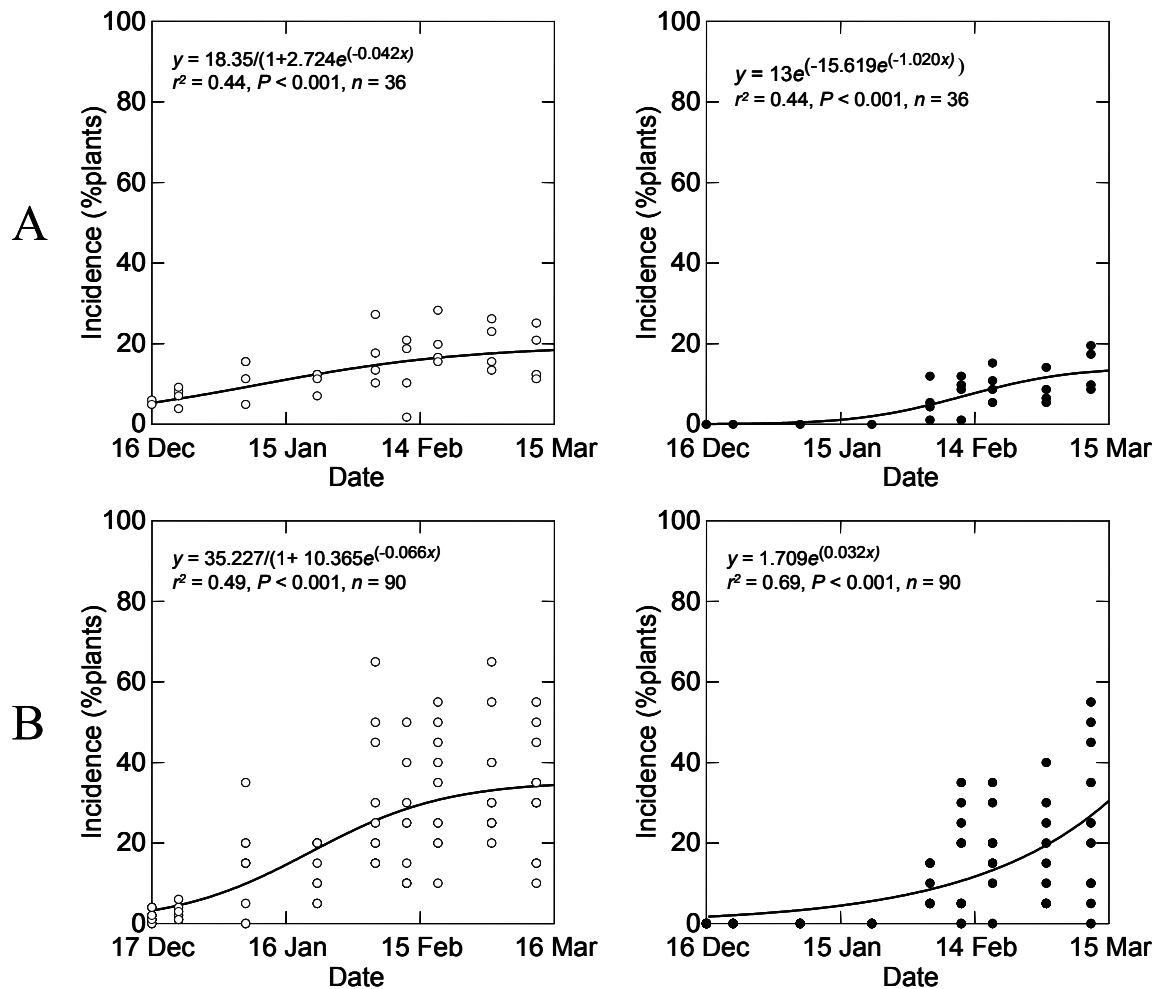 A
y = 18.35/(1+2.724e(-0.042x)
r2 = 0.44, P < 0.001, n = 36
Incidence (%plants)
100
80
60
40
20
0
16 Dec 15 Jan 14 Feb 15 Mar
Date
y = 13e(-15.619e(-1.020x))
r2 = 0.44, P < 0.001, n = 36
Incidence (%plants)
100
80
60
40
20
0
16 Dec 15 Jan 14 Feb 15 Mar
Date
B
y = 35.227/(1+ 10.365e(-0.066x)
r2 = 0.49, P < 0.001, n = 90
Incidence (%plants)
100
80
60
40
20
0
17 Dec 16 Jan 15 Feb 16 Mar
Date
y = 1.709e(0.032x)
r2 = 0.69, P < 0.001, n = 90
Incidence (%plants)
100
80
60
40
20
0
16 Dec 15 Jan 14 Feb 15 Mar
Date